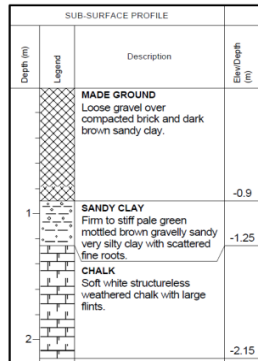 SUB-SURFACE PROFILE
Depth (m)
Legend
Description
Elev/Depth
(m)
MADE GROUND
Loose gravel over
compacted brick and dark
brown sandy clay.
-0.9
1
SANDY CLAY
Firm to stiff pale green
mottled brown gravelly sandy
very silty clay with scattered
fine roots.
-1.25
CHALK
Soft white structureless
weathered chalk with large
flints.
2
-2.15